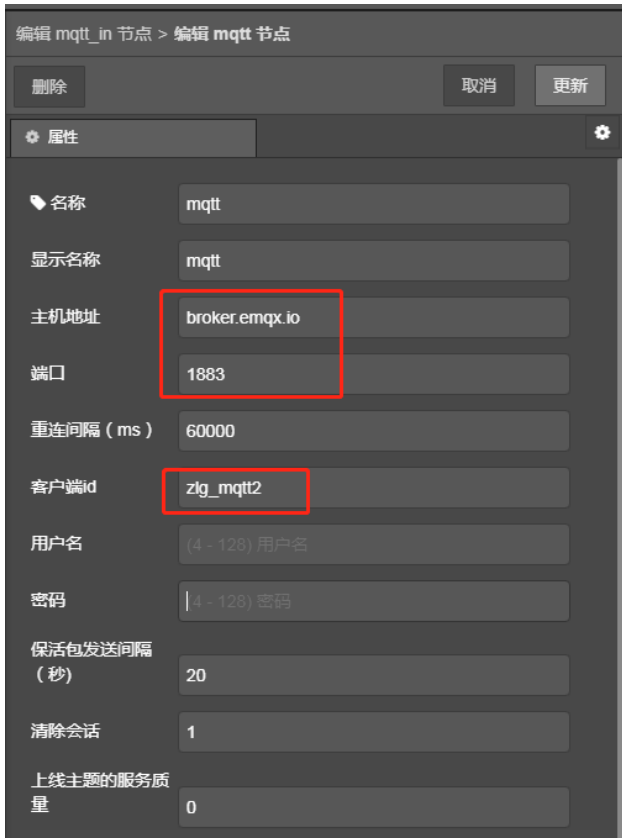 编辑 mqtt_in 节点 > 编辑 mqtt 节点
删除 取消 更新
属性
名称 mqtt
显示名称 mqtt
主机地址 broker.emqx.io
端口 1883
重连间隔 ( ms ) 60000
客户端id zlg_mqtt2
用户名 (4 - 128) 用户名
密码 (4 - 128) 密码
保活包发送间隔
( 秒) 20
清除会话 1
上线主题的服务质
量 0